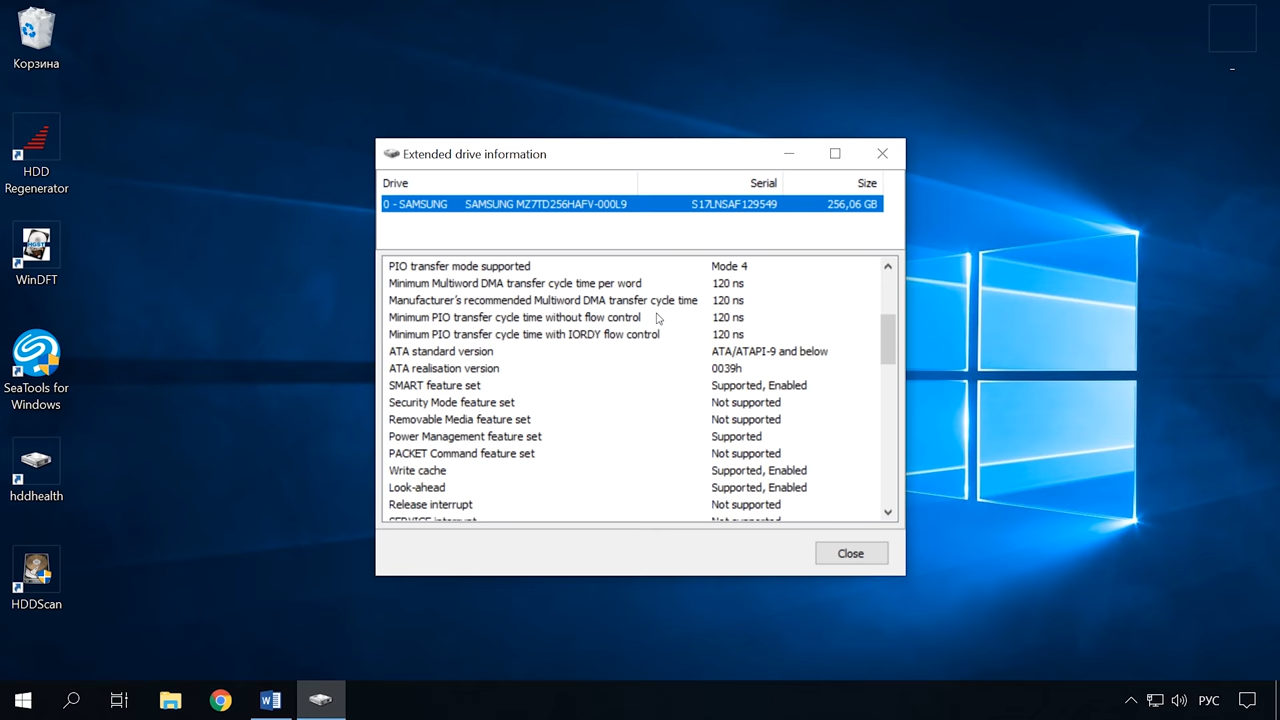 Корзина
HDD
Regenerator
WinDFT
SeaTools for
Windows
hddhealth
HDDScan
Extended drive information
Drive Serial Size
0 - SAMSUNG SAMSUNG MZ7TD256HAFV-000L9 S17LNSAF129549 256,06 GB
PIO transfer mode supported Mode 4
Minimum Multiword DMA transfer cycle time per word 120 ns
Manufacturer's recommended Multiword DMA transfer cycle time 120 ns
Minimum PIO transfer cycle time without flow control 120 ns
Minimum PIO transfer cycle time with IORDY flow control 120 ns
ATA standard version ATA/ATAPI-9 and below
ATA realisation version 0039h
SMART feature set Supported, Enabled
Security Mode feature set Not supported
Removable Media feature set Not supported
Power Management feature set Supported
PACKET Command feature set Not supported
Write cache Supported, Enabled
Look-ahead Supported, Enabled
Release interrupt Not supported
SERVICE interrupt Not supported
Close
РУС